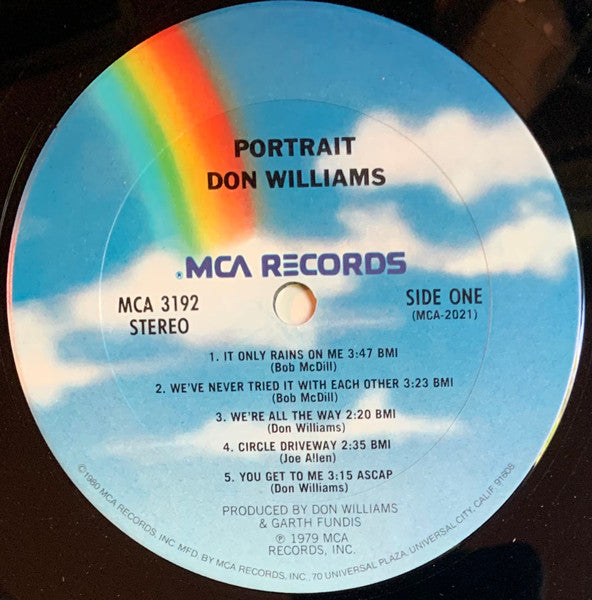 PORTRAIT
DON WILLIAMS
®MCA RECORDS
MCA 3192
STEREO
SIDE ONE
(MCA-2021)
1. IT ONLY RAINS ON ME 3:47 BMI
(Bob McDill)
2. WE'VE NEVER TRIED IT WITH EACH OTHER 3:23 BMI
(Bob McDill)
3. WE'RE ALL THE WAY 2:20 BMI
(Don Williams)
4. CIRCLE DRIVEWAY 2:35 BMI
(Joe Allen)
5. YOU GET TO ME 3:15 ASCAP
(Don Williams)
PRODUCED BY DON WILLIAMS
& GARTH FUNDIS
℗ 1979 MCA
RECORDS, INC.
©1980 MCA RECORDS, INC. MFD. BY MCA RECORDS, INC., 70 UNIVERSAL PLAZA, UNIVERSAL CITY, CALIF. 91608